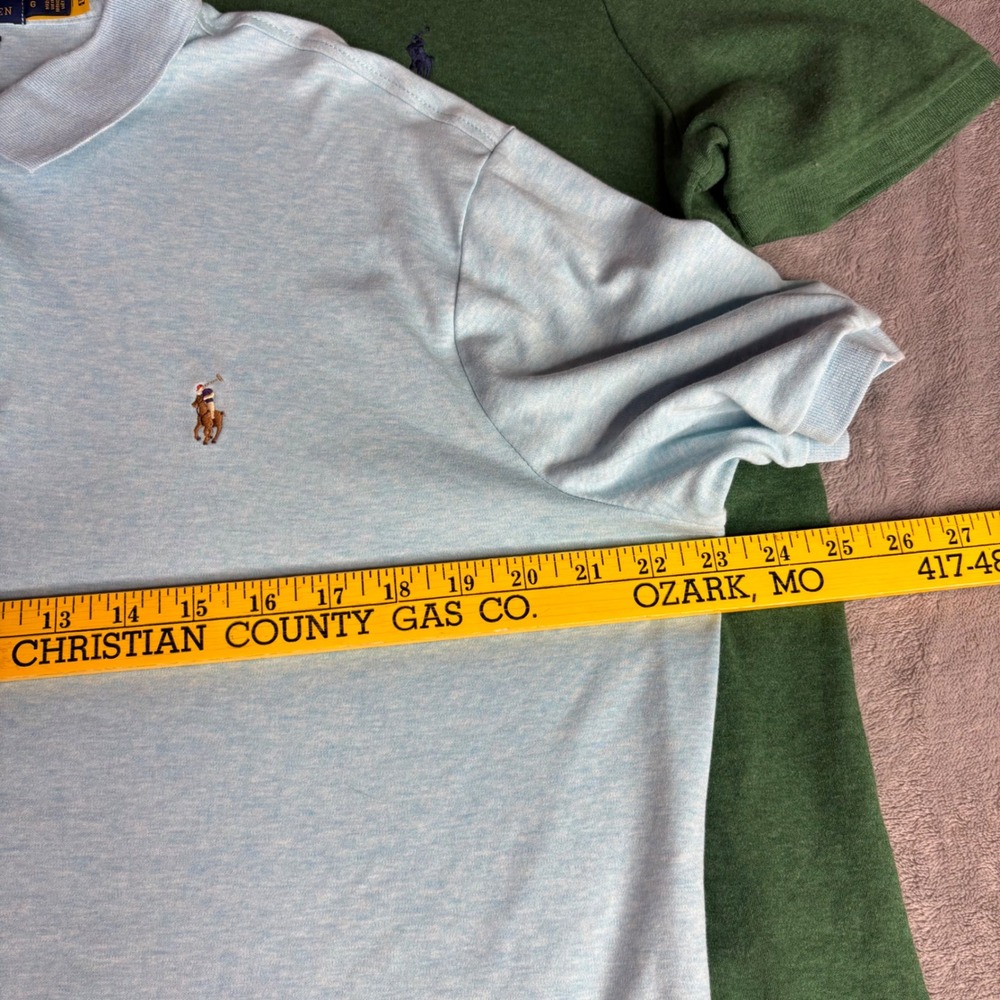 EN
G
13 14 15 16 17 18 19 20 21 22 23 24 25 26 27
CHRISTIAN COUNTY GAS CO. OZARK, MO 417-48